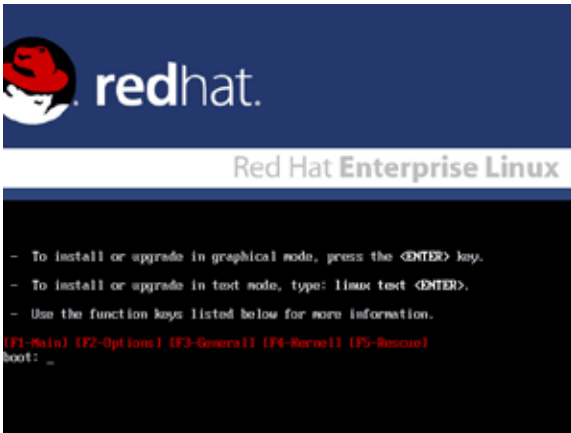 redhat.
Red Hat Enterprise Linux
- To install or upgrade in graphical mode, press the <ENTER> key.
- To install or upgrade in text mode, type: linux text <ENTER>.
- Use the function keys listed below for more information.
[F1-Main] [F2-Options] [F3-General] [F4-Kernel] [F5-Rescue]
boot: _